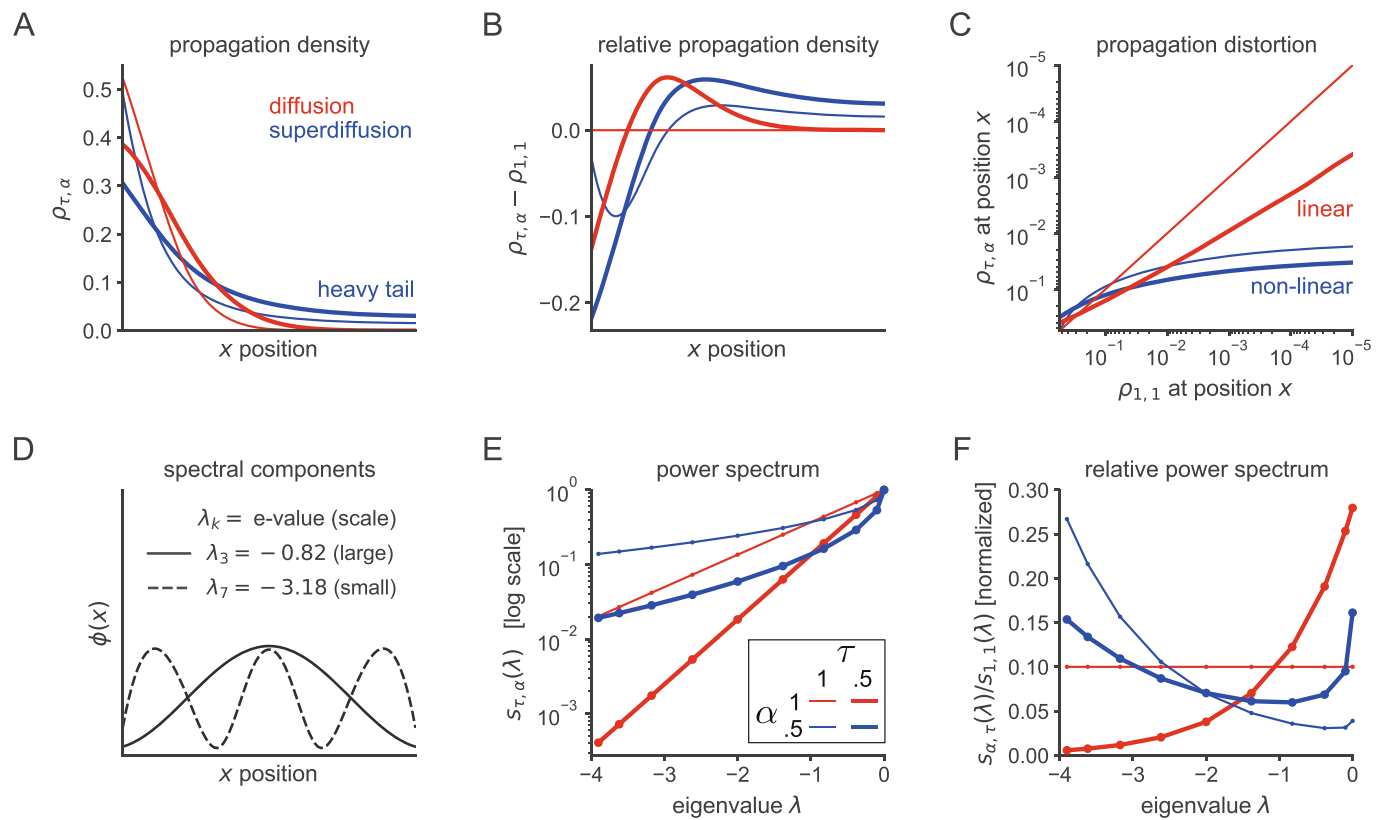 A
propagation density
ρτ, α
0.5
0.4
0.3
0.2
0.1
0.0
diffusion
superdiffusion
heavy tail
x position
B
relative propagation density
ρτ, α − ρ1, 1
0.0
−0.1
−0.2
x position
C
propagation distortion
ρτ, α at position x
10⁻⁵
10⁻⁴
10⁻³
10⁻²
10⁻¹
linear
non-linear
10⁻¹ 10⁻² 10⁻³ 10⁻⁴ 10⁻⁵
ρ1, 1 at position x
D
spectral components
ϕ(x)
λk = e-value (scale)
λ3 = −0.82 (large)
λ7 = −3.18 (small)
x position
E
power spectrum
sτ, α(λ) [log scale]
10⁰
10⁻¹
10⁻²
10⁻³
τ
1 .5
α 1
.5
−4 −3 −2 −1 0
eigenvalue λ
F
relative power spectrum
sα, τ(λ)/s1, 1(λ) [normalized]
0.30
0.25
0.20
0.15
0.10
0.05
0.00
−4 −3 −2 −1 0
eigenvalue λ